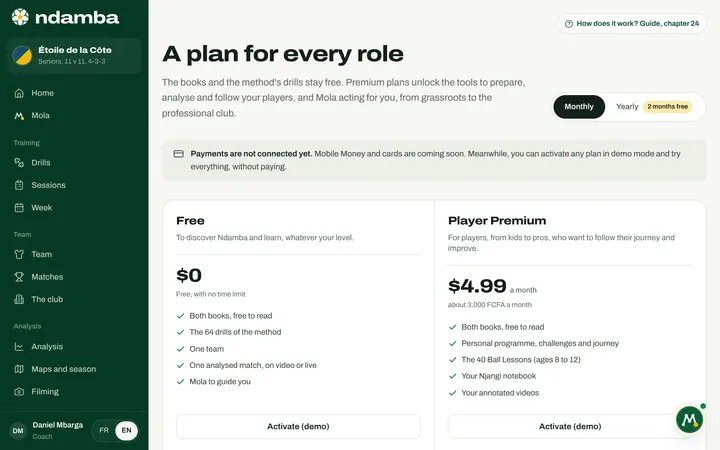 ndamba
Étoile de la Côte
Seniors, 11 v 11, 4-3-3
Home
Mola
Training
Drills
Sessions
Week
Team
Team
Matches
The club
Analysis
Analysis
Maps and season
Filming
DM
Daniel Mbarga
Coach
FR
EN
How does it work? Guide, chapter 24
A plan for every role
The books and the method's drills stay free. Premium plans unlock the tools to prepare,
analyse and follow your players, and Mola acting for you, from grassroots to the
professional club.
Monthly
Yearly
2 months free
Payments are not connected yet. Mobile Money and cards are coming soon. Meanwhile, you can activate any plan in demo mode and try
everything, without paying.
Free
To discover Ndamba and learn, whatever your level.
$0
Free, with no time limit
Both books, free to read
The 64 drills of the method
One team
One analysed match, on video or live
Mola to guide you
Activate (demo)
Player Premium
For players, from kids to pros, who want to follow their journey and
improve.
$4.99 a month
about 3,000 FCFA a month
Both books, free to read
Personal programme, challenges and journey
The 40 Ball Lessons (ages 8 to 12)
Your Njangi notebook
Your annotated videos
Activate (demo)